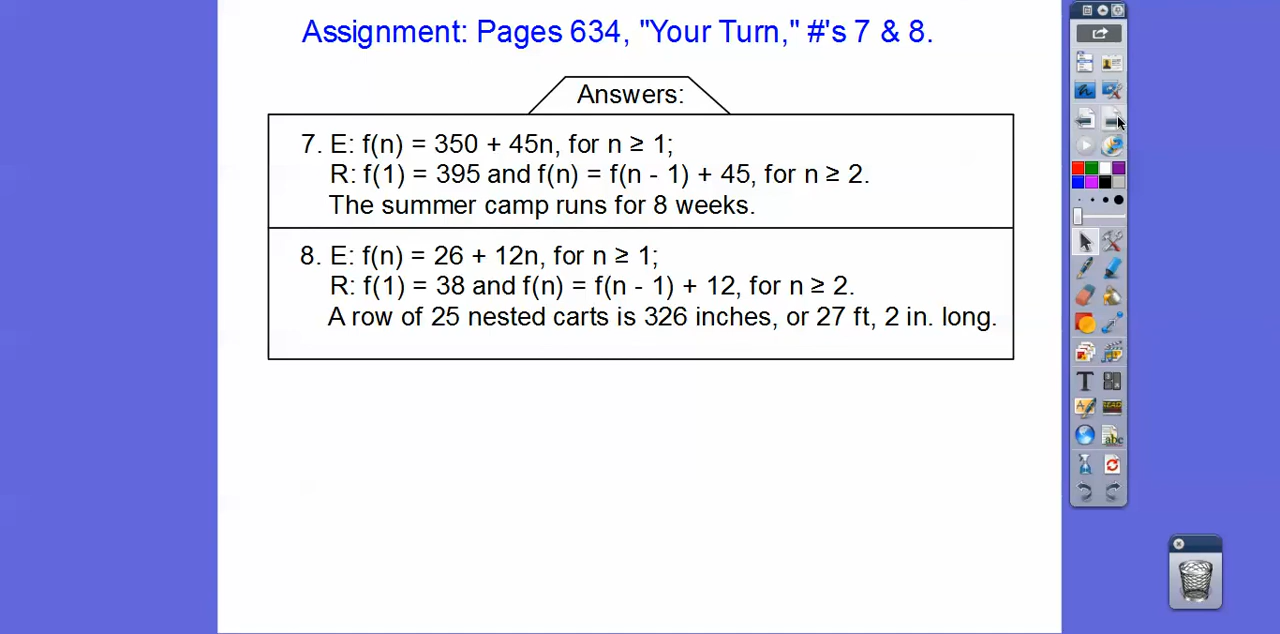 Assignment: Pages 634, "Your Turn," #'s 7 & 8.
Answers:
7. E: f(n) = 350 + 45n, for n ≥ 1;
R: f(1) = 395 and f(n) = f(n - 1) + 45, for n ≥ 2.
The summer camp runs for 8 weeks.
8. E: f(n) = 26 + 12n, for n ≥ 1;
R: f(1) = 38 and f(n) = f(n - 1) + 12, for n ≥ 2.
A row of 25 nested carts is 326 inches, or 27 ft, 2 in. long.